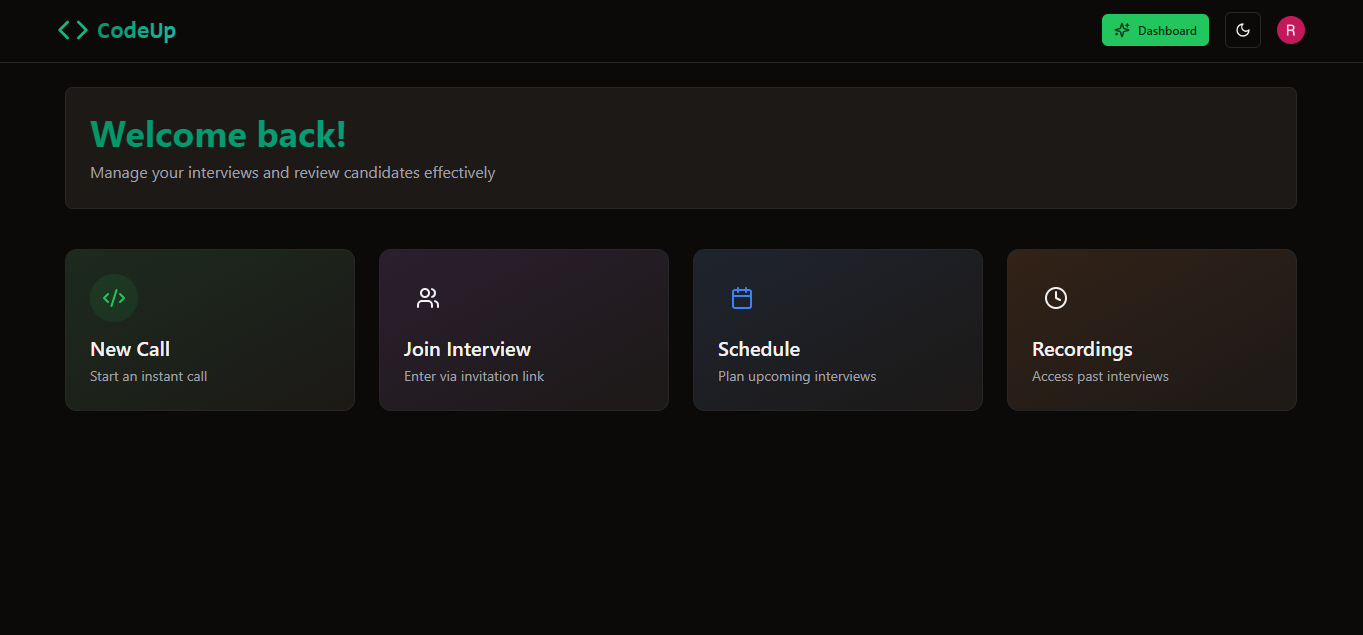 CodeUp
Dashboard
R
Welcome back!
Manage your interviews and review candidates effectively
New Call
Start an instant call
Join Interview
Enter via invitation link
Schedule
Plan upcoming interviews
Recordings
Access past interviews